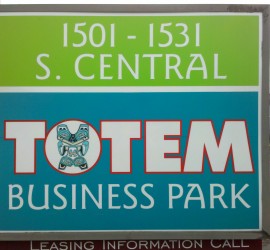 1501 - 1531
S. CENTRAL
TOTEM
BUSINESS PARK
LEASING INFORMATION CALL